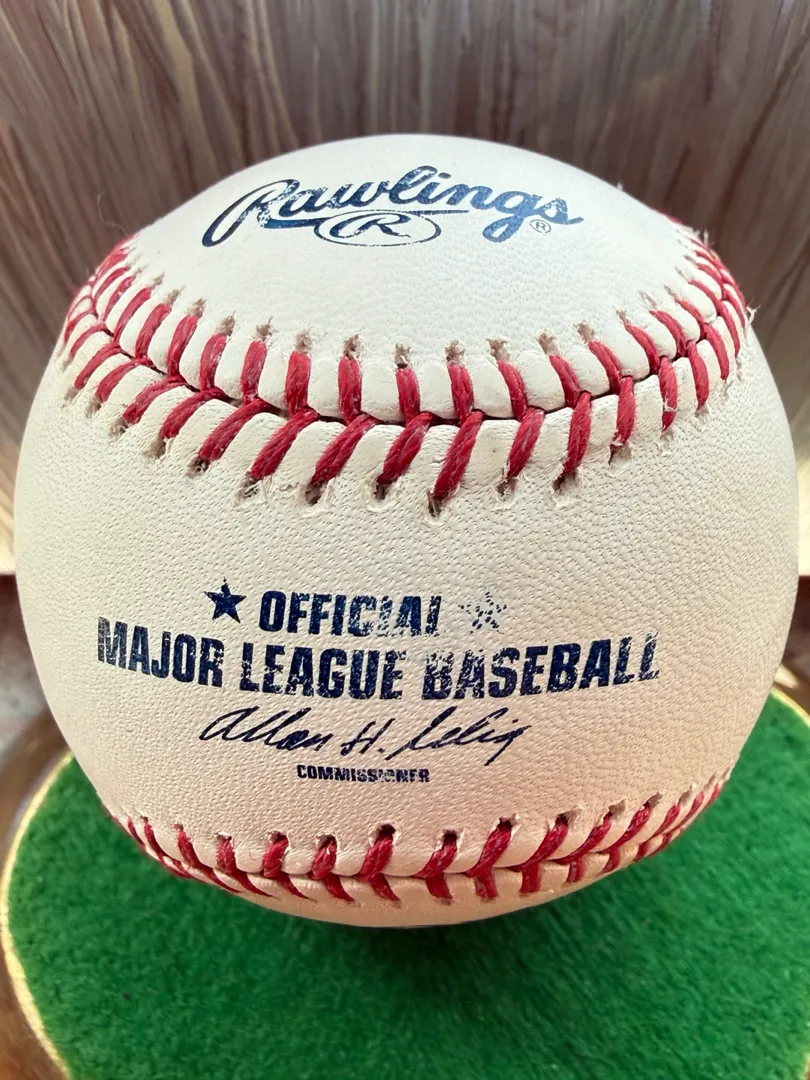 Rawlings ®
R
★ OFFICIAL ★
MAJOR LEAGUE BASEBALL
Allan H. Selig
COMMISSIONER